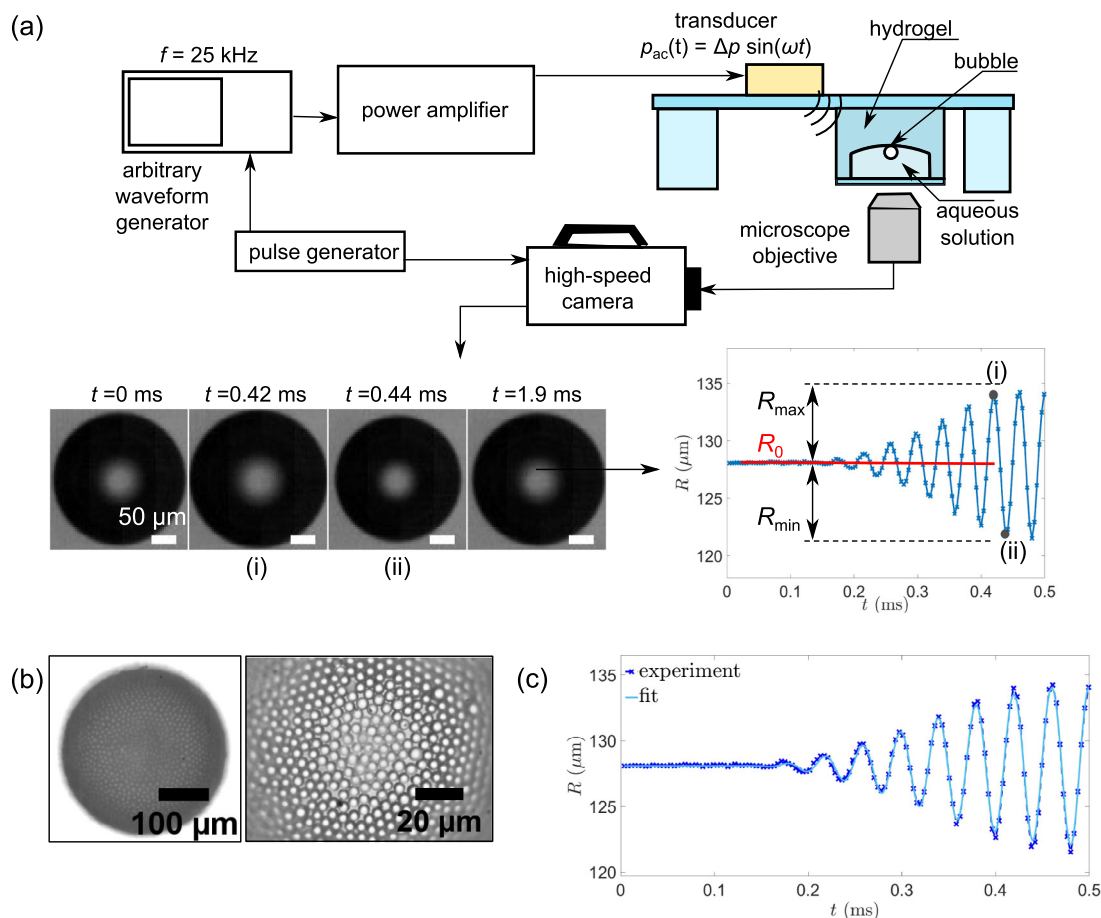 (a)
f = 25 kHz
arbitrary
waveform
generator
power amplifier
transducer
pac(t) = Δp sin(ωt)
hydrogel
bubble
aqueous
solution
microscope
objective
pulse generator
high-speed
camera
t=0 ms
t=0.42 ms
t=0.44 ms
t=1.9 ms
50 µm
(i)
(ii)
135
130
125
120
R (µm)
Rmax
R0
Rmin
(i)
(ii)
0
0.1
0.2
0.3
0.4
0.5
t (ms)
(b)
100 µm
20 µm
(c)
experiment
fit
135
130
125
120
R (µm)
0
0.1
0.2
0.3
0.4
0.5
t (ms)